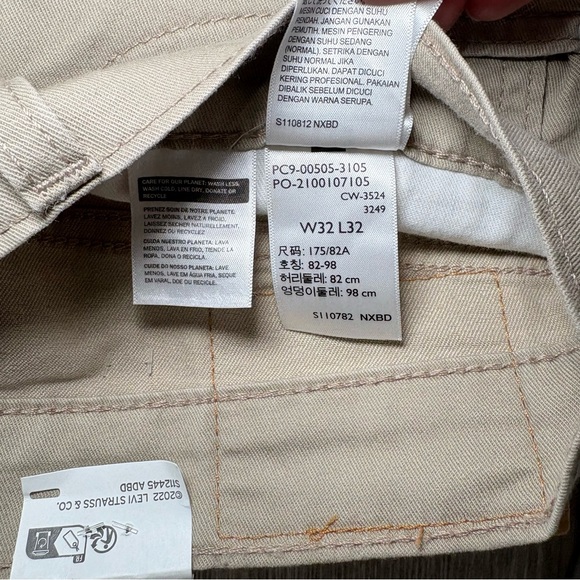 MESIN CUCI DENGAN SUHU
RENDAH. JANGAN GUNAKAN
PEMUTIH. MESIN PENGERING
DENGAN SUHU SEDANG
(NORMAL). SETRIKA DENGAN
SUHU NORMAL JIKA
DIPERLUKAN. DAPAT DICUCI
KERING PROFESIONAL. PAKAIAN
DIBALIK SEBELUM DICUCI
DENGAN WARNA SERUPA.
S110812 NXBD
CARE FOR OUR PLANET: WASH LESS,
WASH COLD, LINE DRY, DONATE OR
RECYCLE
PRENEZ SOIN DE NOTRE PLANÈTE:
LAVEZ MOINS, LAVEZ À FROID,
LAISSEZ SÉCHER NATURELLEMENT,
DONNEZ OU RECYCLEZ
CUIDA NUESTRO PLANETA: LAVA
MENOS, LAVA EN FRÍO, TIENDE LA
ROPA, DONA O RECICLA.
CUIDE DO NOSSO PLANETA: LAVE
MENOS, LAVE EM ÁGUA FRIA, SEQUE
EM VARAL, DOE OU RECICLE.
PC9-00505-3105
PO-2100107105
CW-3524
3249
W32 L32
尺码: 175/82A
호칭: 82-98
허리둘레: 82 cm
엉덩이둘레: 98 cm
S110782 NXBD
©2022 LEVI STRAUSS & CO.
S112445 ADBD
FR